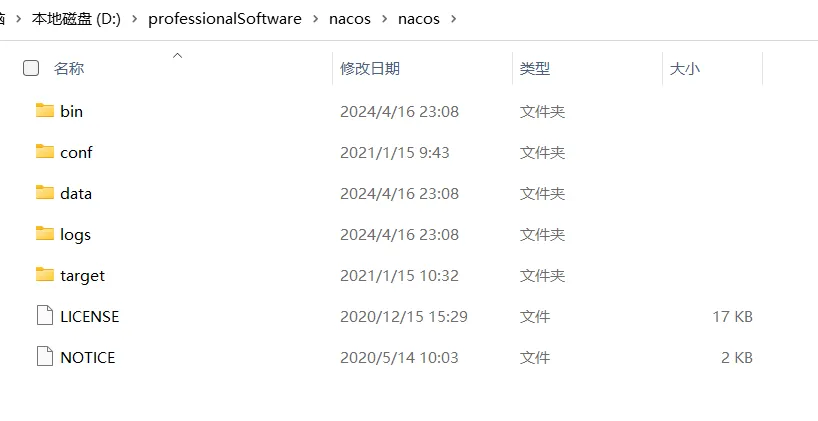 本地磁盘 (D:) > professionalSoftware > nacos > nacos >
名称 修改日期 类型 大小
bin 2024/4/16 23:08 文件夹
conf 2021/1/15 9:43 文件夹
data 2024/4/16 23:08 文件夹
logs 2024/4/16 23:08 文件夹
target 2021/1/15 10:32 文件夹
LICENSE 2020/12/15 15:29 文件 17 KB
NOTICE 2020/5/14 10:03 文件 2 KB